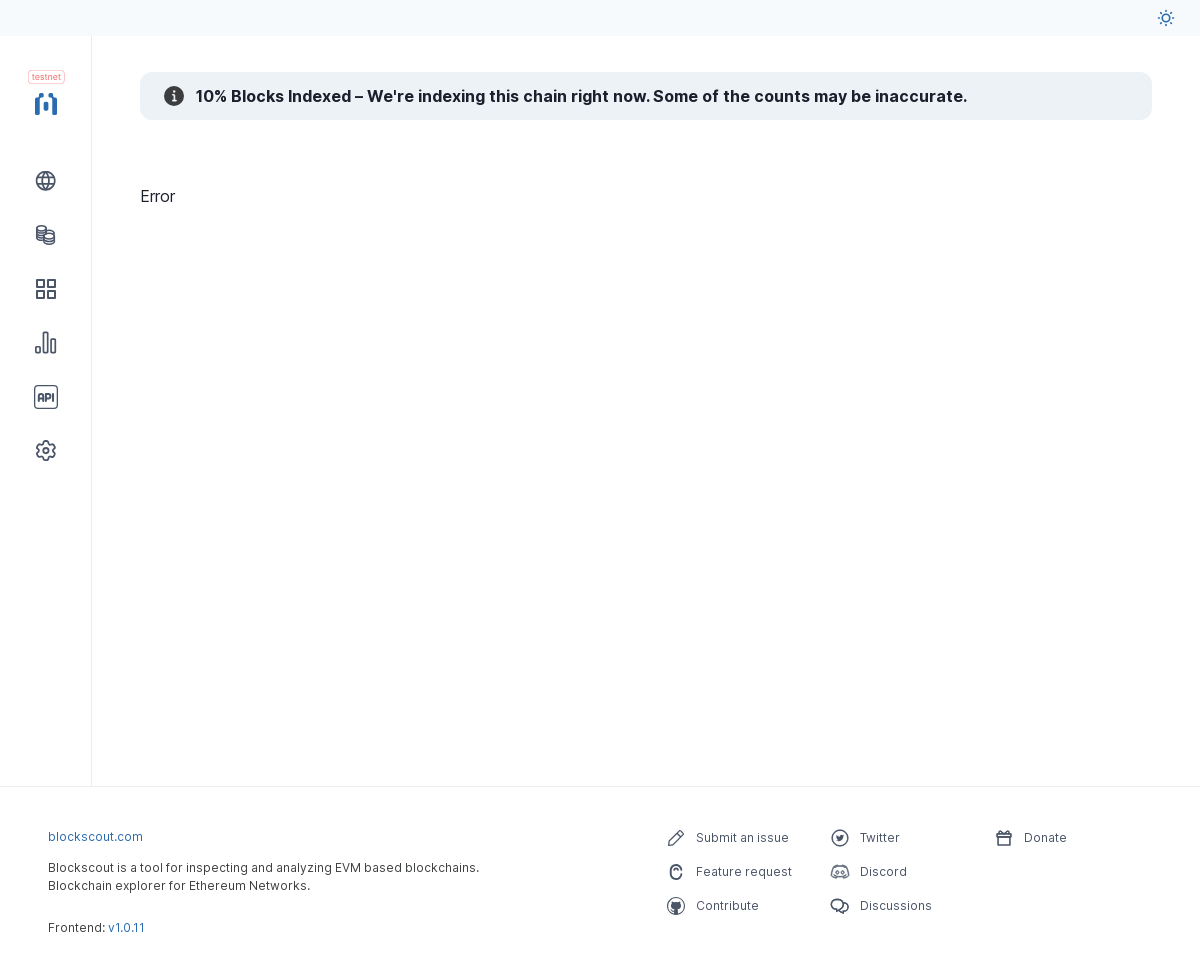 testnet
10% Blocks Indexed – We're indexing this chain right now. Some of the counts may be inaccurate.
Error
API
blockscout.com
Blockscout is a tool for inspecting and analyzing EVM based blockchains.
Blockchain explorer for Ethereum Networks.
Frontend: v1.0.11
Submit an issue
Feature request
Contribute
Twitter
Discord
Discussions
Donate